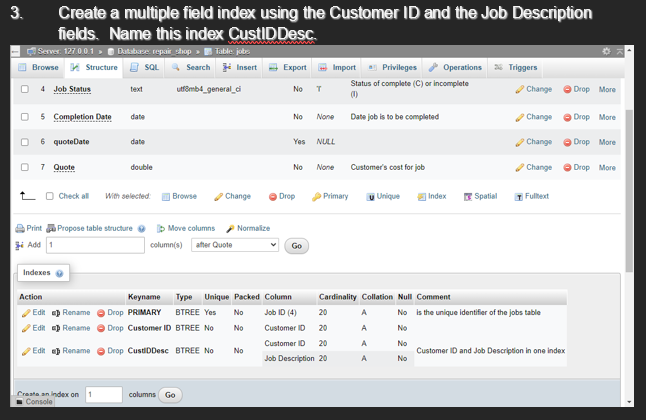 3. Create a multiple field index using the Customer ID and the Job Description
fields. Name this index CustIDDesc.
Server: 127.0.0.1 » Database: repair_shop » Table: jobs
Browse Structure SQL Search Insert Export Import Privileges Operations Triggers
4 Job Status text utf8mb4_general_ci No T Status of complete (C) or incomplete
(I) Change Drop More
5 Completion Date date No None Date job is to be completed Change Drop More
6 quoteDate date Yes NULL Change Drop More
7 Quote double No None Customer's cost for job Change Drop More
Check all With selected: Browse Change Drop Primary Unique Index Spatial Fulltext
Print Propose table structure Move columns Normalize
Add 1 column(s) after Quote Go
Indexes
Action Keyname Type Unique Packed Column Cardinality Collation Null Comment
Edit Rename Drop PRIMARY BTREE Yes No Job ID (4) 20 A No is the unique identifier of the jobs table
Edit Rename Drop Customer ID BTREE No No Customer ID 20 A No
Edit Rename Drop CustIDDesc BTREE No No Customer ID 20 A No Customer ID and Job Description in one index
Job Description 20 A No
Create an index on 1 columns Go
Console